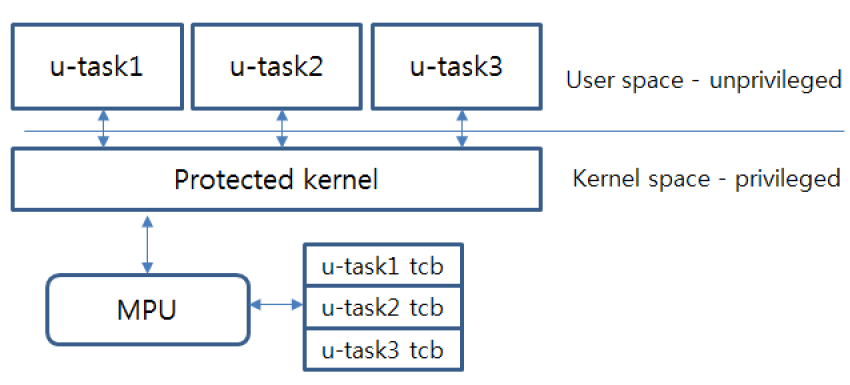 u-task1
u-task2
u-task3
User space - unprivileged
Protected kernel
Kernel space - privileged
u-task1 tcb
MPU
u-task2 tcb
u-task3 tcb